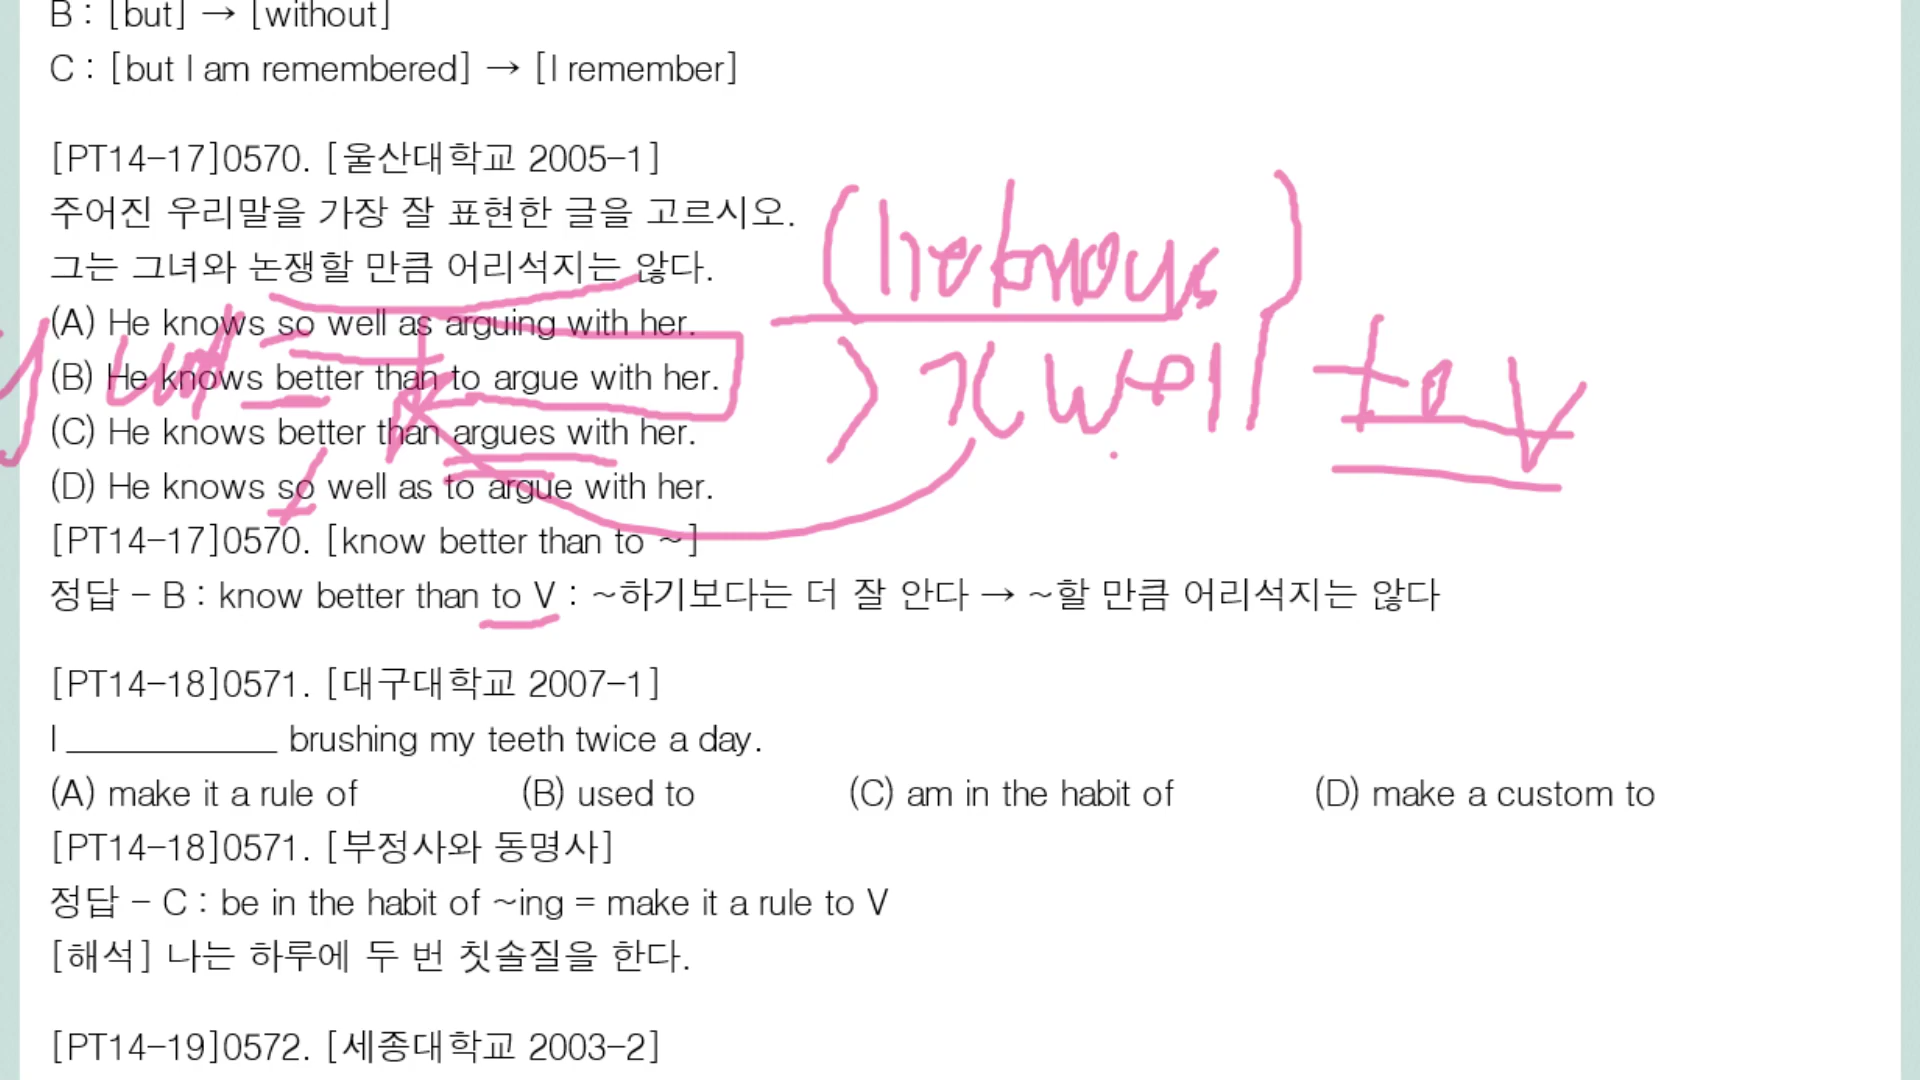 B : [but] → [without]
C : [but I am remembered] → [I remember]
[PT14-17]0570. [울산대학교 2005-1]
주어진 우리말을 가장 잘 표현한 글을 고르시오.
그는 그녀와 논쟁할 만큼 어리석지는 않다.
(A) He knows so well as arguing with her.
(B) He knows better than to argue with her.
(C) He knows better than argues with her.
(D) He knows so well as to argue with her.
to V
[PT14-17]0570. [know better than to ~]
정답 - B : know better than to V : ~하기보다는 더 잘 안다 → ~할 만큼 어리석지는 않다
[PT14-18]0571. [대구대학교 2007-1]
I ____________ brushing my teeth twice a day.
(A) make it a rule of (B) used to (C) am in the habit of (D) make a custom to
[PT14-18]0571. [부정사와 동명사]
정답 - C : be in the habit of ~ing = make it a rule to V
[해석] 나는 하루에 두 번 칫솔질을 한다.
[PT14-19]0572. [세종대학교 2003-2]